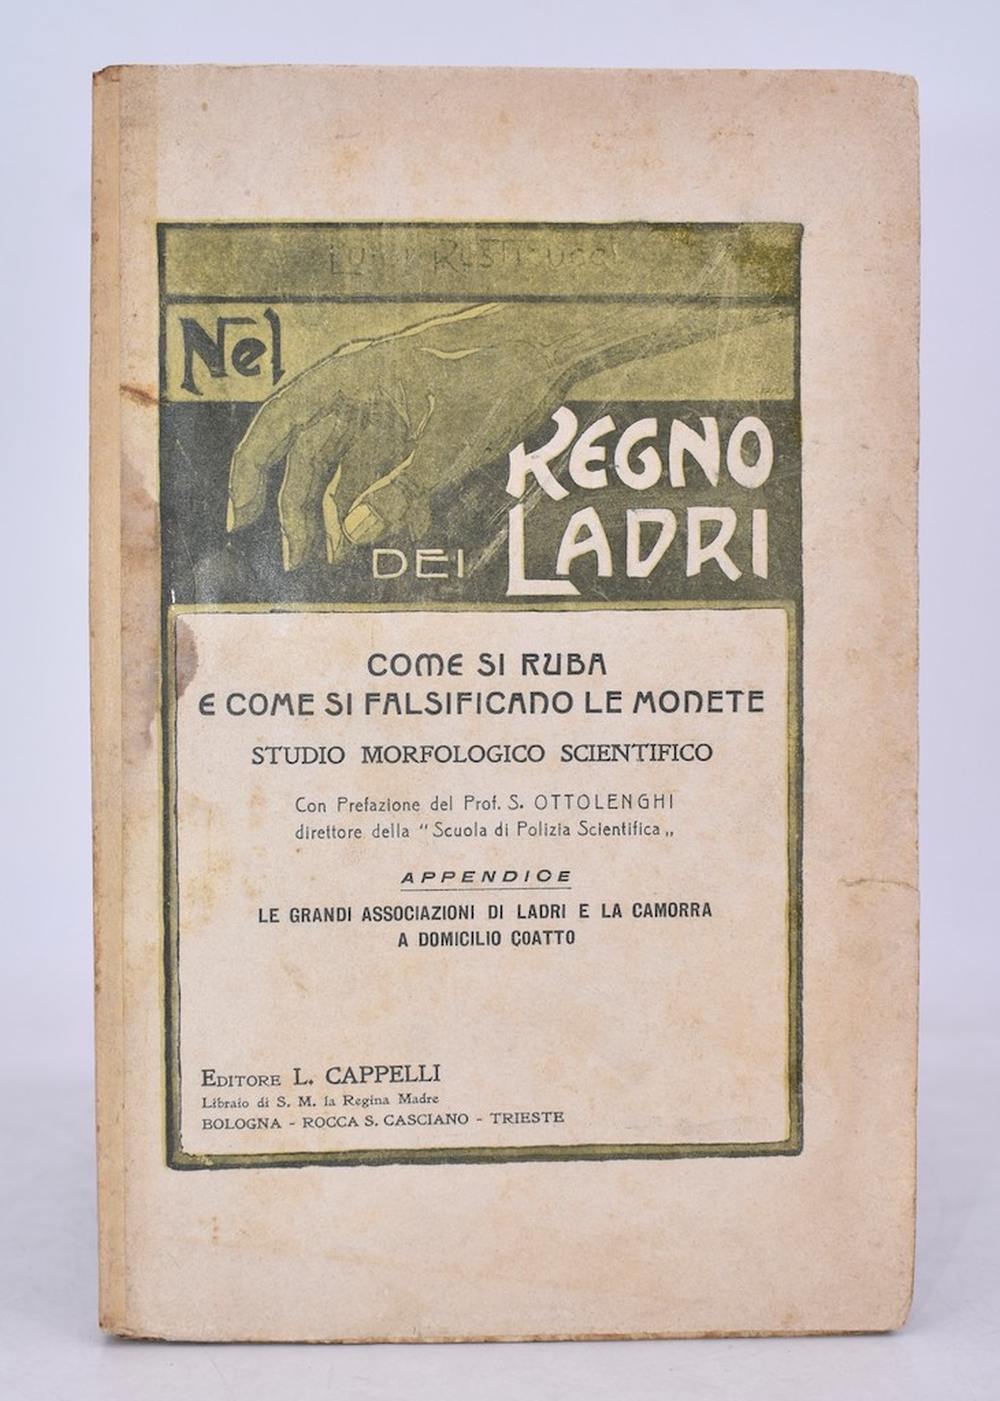 Luigi Rusticucci
Nel
REGNO
DEI LADRI
COME SI RUBA
E COME SI FALSIFICANO LE MONETE
STUDIO MORFOLOGICO SCIENTIFICO
Con Prefazione del Prof. S. OTTOLENGHI
direttore della “ Scuola di Polizia Scientifica „
APPENDICE
LE GRANDI ASSOCIAZIONI DI LADRI E LA CAMORRA
A DOMICILIO COATTO
EDITORE L. CAPPELLI
Libraio di S. M. la Regina Madre
BOLOGNA - ROCCA S. CASCIANO - TRIESTE